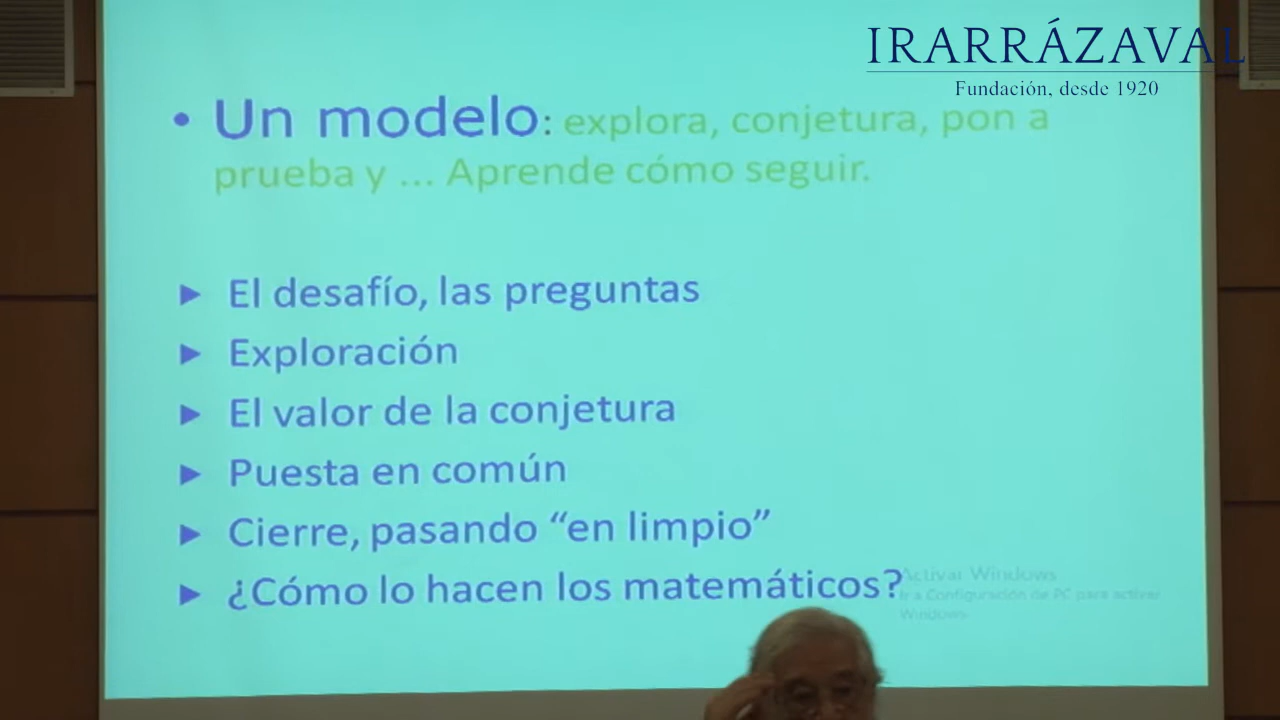 IRARRÁZAVAL
Fundación, desde 1920
• Un modelo: explora, conjetura, pon a
prueba y ... Aprende cómo seguir.
► El desafío, las preguntas
► Exploración
► El valor de la conjetura
► Puesta en común
► Cierre, pasando “en limpio”
► ¿Cómo lo hacen los matemáticos?
Activar Windows
Ir a Configuración de PC para activar
Windows.